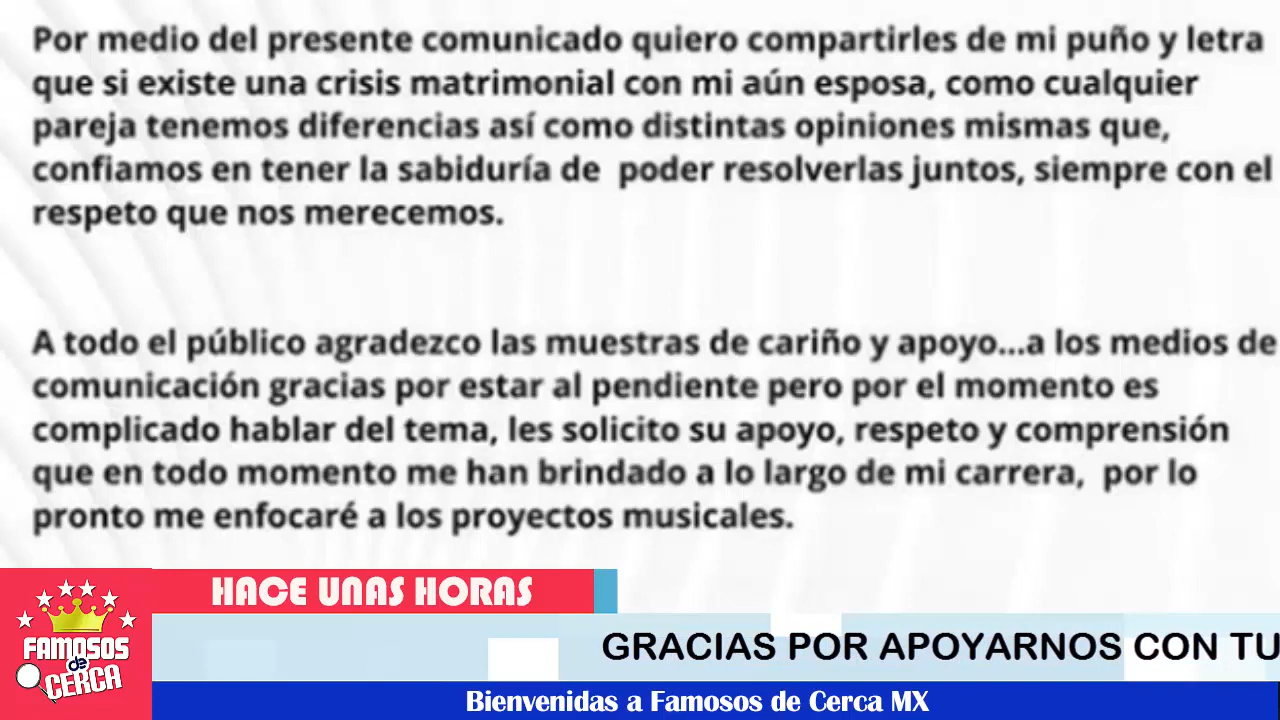 Por medio del presente comunicado quiero compartirles de mi puño y letra
que si existe una crisis matrimonial con mi aún esposa, como cualquier
pareja tenemos diferencias así como distintas opiniones mismas que,
confiamos en tener la sabiduría de poder resolverlas juntos, siempre con el
respeto que nos merecemos.
A todo el público agradezco las muestras de cariño y apoyo...a los medios de
comunicación gracias por estar al pendiente pero por el momento es
complicado hablar del tema, les solicito su apoyo, respeto y comprensión
que en todo momento me han brindado a lo largo de mi carrera, por lo
pronto me enfocaré a los proyectos musicales.
HACE UNAS HORAS
FAMOSOS
de
CERCA
GRACIAS POR APOYARNOS CON TU
Bienvenidas a Famosos de Cerca MX